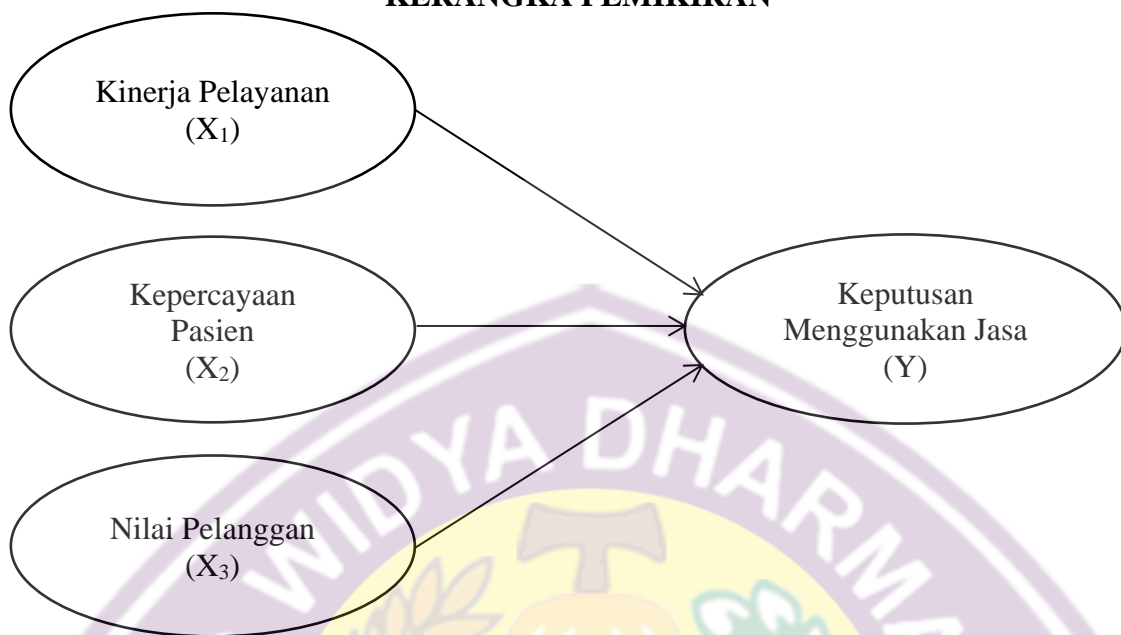 KERANGKA PEMIKIRAN
Kinerja Pelayanan
(X₁)
Kepercayaan
Pasien
(X₂)
Nilai Pelanggan
(X₃)
Keputusan
Menggunakan Jasa
(Y)
WIDYA DHARMA